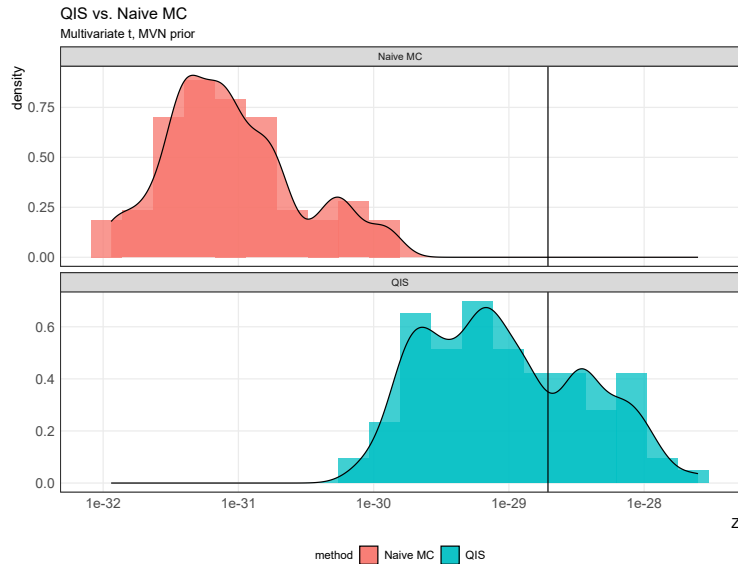 QIS vs. Naive MC
Multivariate t, MVN prior
Naive MC
density
0.75
0.50
0.25
0.00
QIS
0.6
0.4
0.2
0.0
1e-32 1e-31 1e-30 1e-29 1e-28
Z
method Naive MC QIS